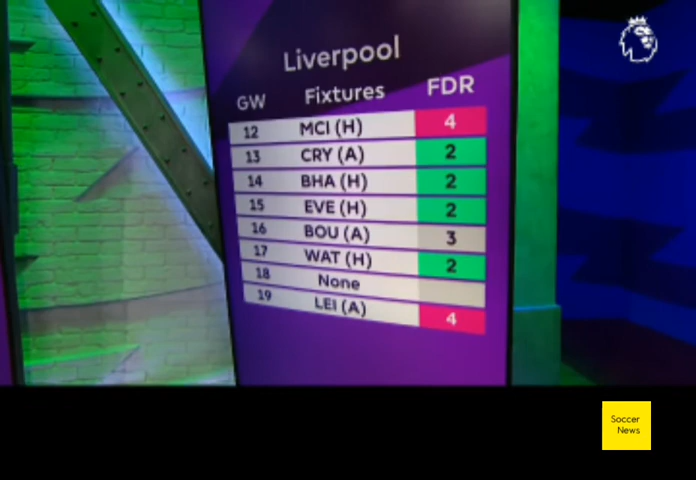 Liverpool
GW Fixtures FDR
12 MCI (H) 4
13 CRY (A) 2
14 BHA (H) 2
15 EVE (H) 2
16 BOU (A) 3
17 WAT (H) 2
18 None
19 LEI (A) 4
Soccer
News